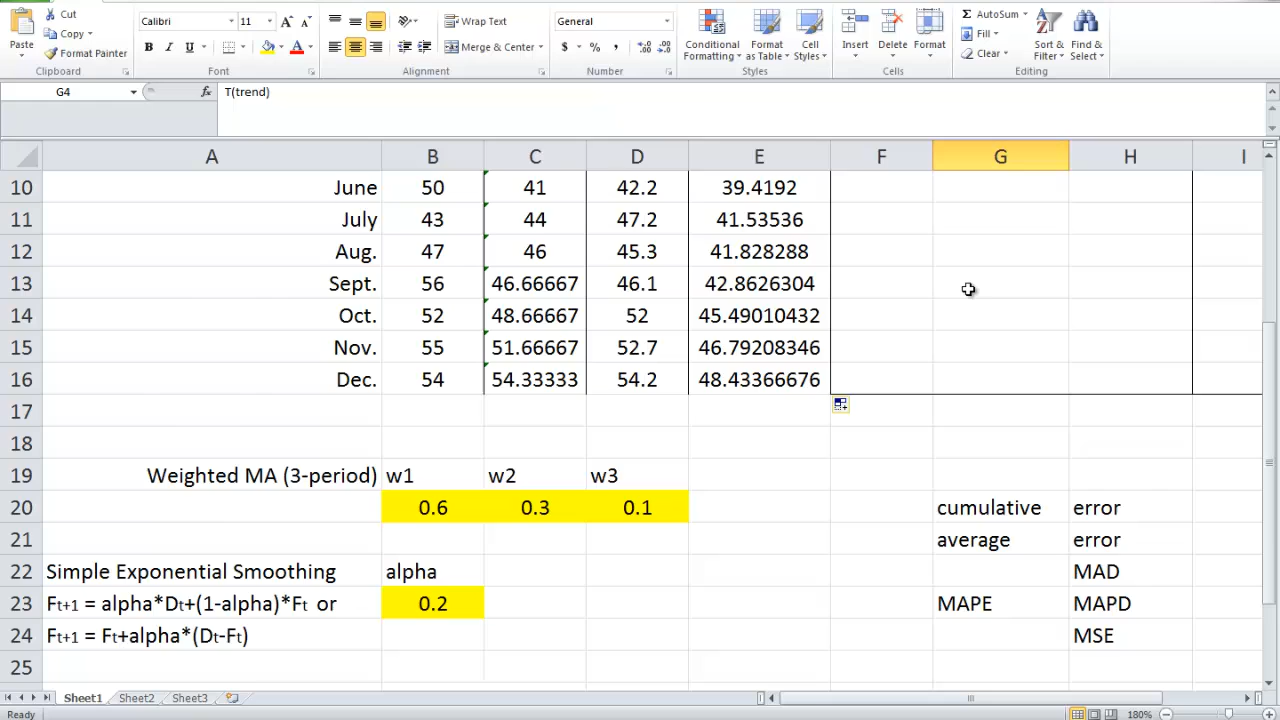 Cut
Copy
Format Painter
Paste
Clipboard
Calibri 11
B I U
Font
Wrap Text
Merge & Center
Alignment
General
$ % ,
Number
Conditional Formatting
Format as Table
Cell Styles
Styles
Insert
Delete
Format
Cells
AutoSum
Fill
Clear
Sort & Filter
Find & Select
Editing
G4 fx T(trend)
A B C D E F G H I
10 June 50 41 42.2 39.4192
11 July 43 44 47.2 41.53536
12 Aug. 47 46 45.3 41.828288
13 Sept. 56 46.66667 46.1 42.8626304
14 Oct. 52 48.66667 52 45.49010432
15 Nov. 55 51.66667 52.7 46.79208346
16 Dec. 54 54.33333 54.2 48.43366676
17
18
19 Weighted MA (3-period) w1 w2 w3
20 0.6 0.3 0.1 cumulative error
21 average error
22 Simple Exponential Smoothing alpha MAD
23 Ft+1 = alpha*Dt+(1-alpha)*Ft or 0.2 MAPE MAPD
24 Ft+1 = Ft+alpha*(Dt-Ft) MSE
25
Sheet1 Sheet2 Sheet3
Ready 180%